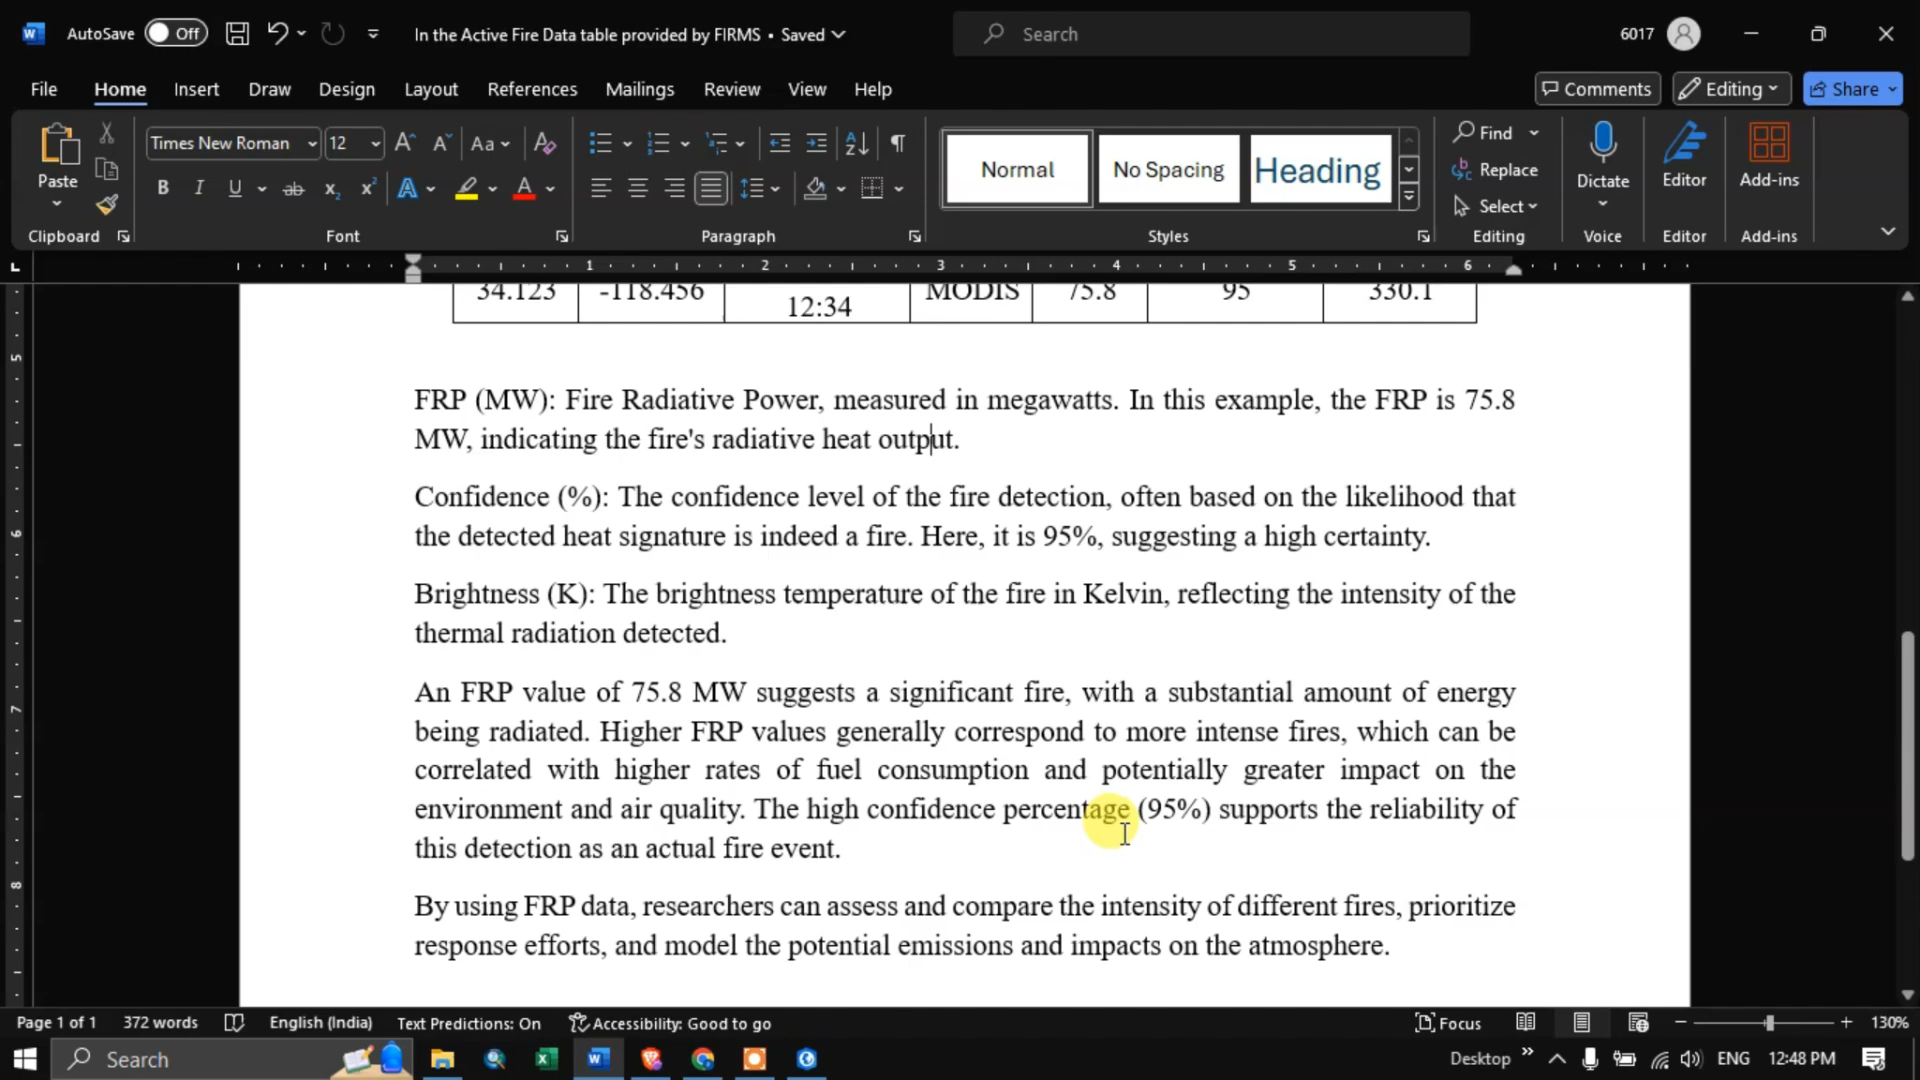 AutoSave Off In the Active Fire Data table provided by FIRMS • Saved Search 6017
File Home Insert Draw Design Layout References Mailings Review View Help Comments Editing Share
Paste Times New Roman 12 Aa Normal No Spacing Heading Find Replace Select Dictate Editor Add-ins
Clipboard Font Paragraph Styles Editing Voice Editor Add-ins
1 2 3 4 5 6
34.123 -118.456 12:34 MODIS 75.8 95 330.1
FRP (MW): Fire Radiative Power, measured in megawatts. In this example, the FRP is 75.8
MW, indicating the fire's radiative heat output.
Confidence (%): The confidence level of the fire detection, often based on the likelihood that
the detected heat signature is indeed a fire. Here, it is 95%, suggesting a high certainty.
Brightness (K): The brightness temperature of the fire in Kelvin, reflecting the intensity of the
thermal radiation detected.
An FRP value of 75.8 MW suggests a significant fire, with a substantial amount of energy
being radiated. Higher FRP values generally correspond to more intense fires, which can be
correlated with higher rates of fuel consumption and potentially greater impact on the
environment and air quality. The high confidence percentage (95%) supports the reliability of
this detection as an actual fire event.
By using FRP data, researchers can assess and compare the intensity of different fires, prioritize
response efforts, and model the potential emissions and impacts on the atmosphere.
Page 1 of 1 372 words English (India) Text Predictions: On Accessibility: Good to go Focus 130%
Search Desktop ENG 12:48 PM